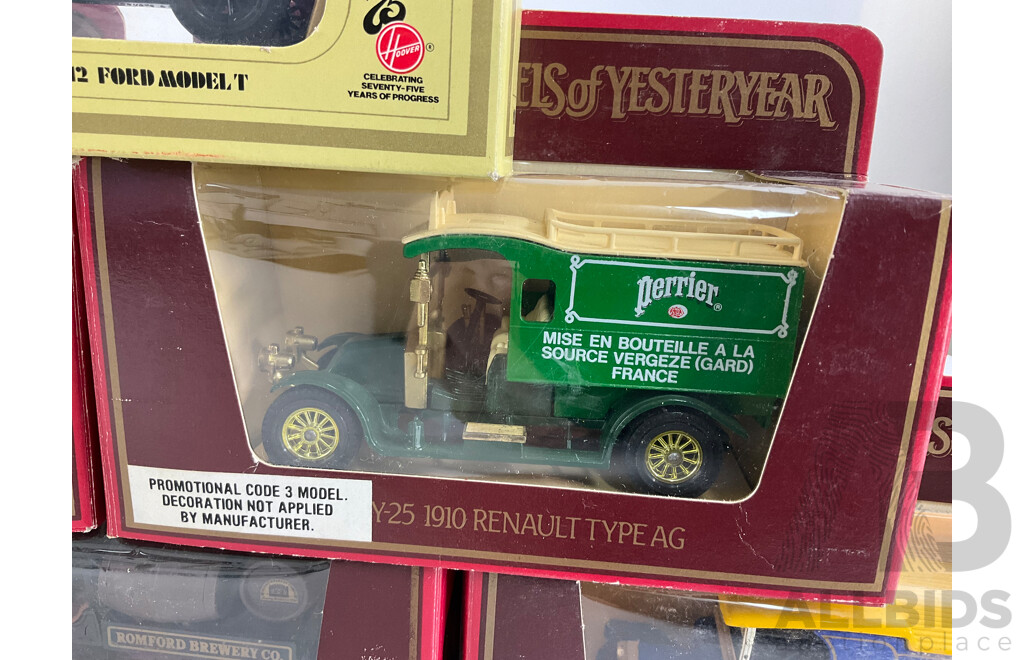 HOOVER
®
12 FORD MODEL T
CELEBRATING
SEVENTY-FIVE
YEARS OF PROGRESS
ELS of YESTERYEAR
perrier ®
MISE EN BOUTEILLE A LA
SOURCE VERGEZE (GARD)
FRANCE
PROMOTIONAL CODE 3 MODEL.
DECORATION NOT APPLIED
BY MANUFACTURER.
Y-25 1910 RENAULT TYPE AG
ROMFORD BREWERY CO.
ALLBIDS